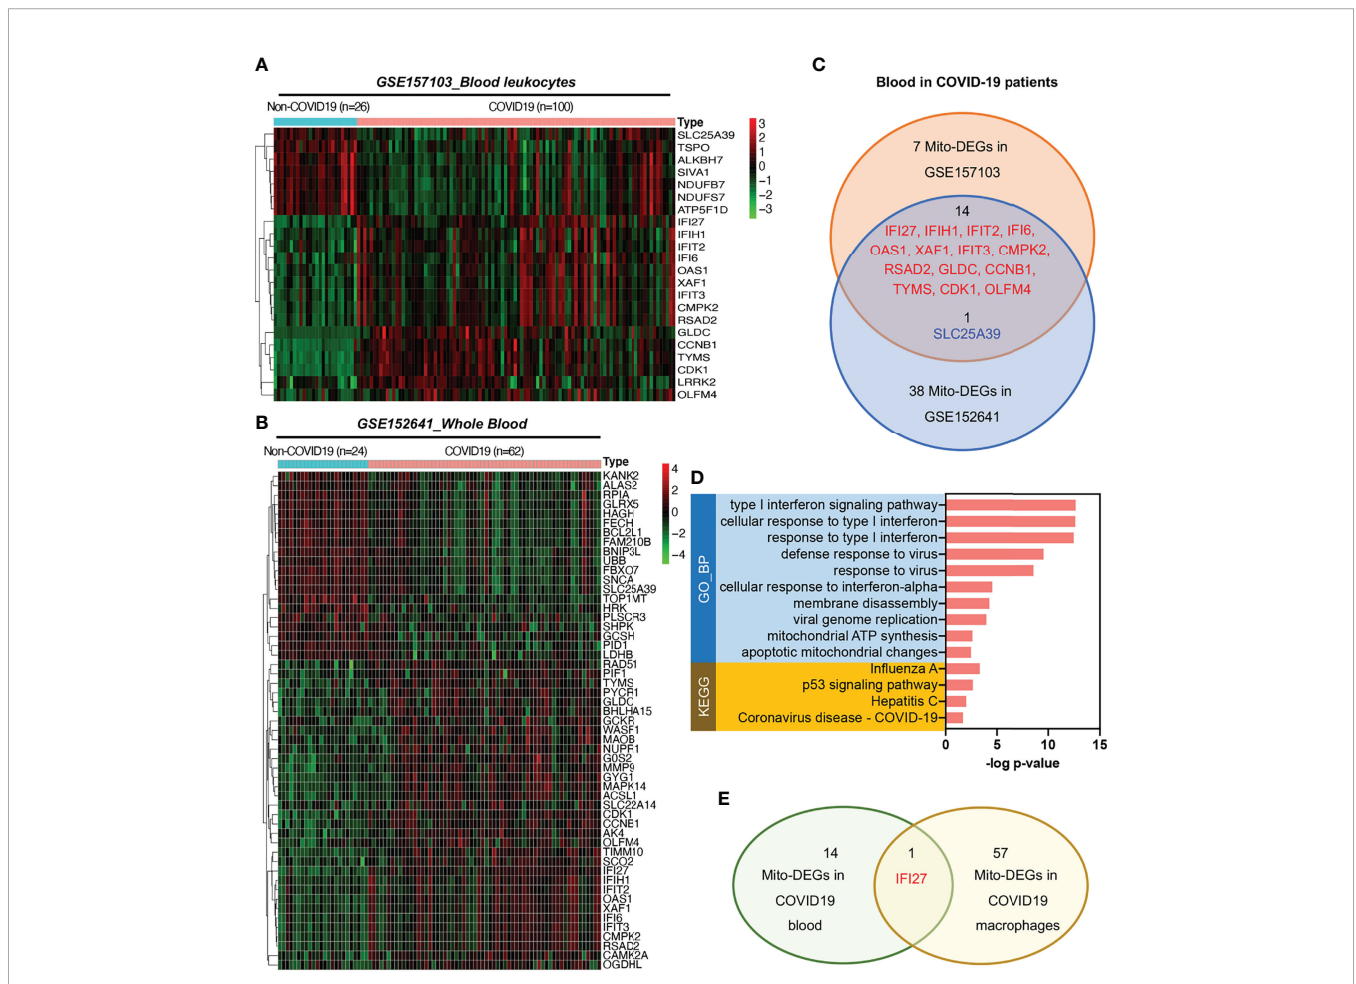 A
GSE157103_Blood leukocytes
Non-COVID19 (n=26)
COVID19 (n=100)
Type
SLC25A39
TSPO
ALKBH7
SIVA1
NDUFB7
NDUFS7
ATP5F1D
IFI27
IFIH1
IFIT2
IFI6
OAS1
XAF1
IFIT3
CMPK2
RSAD2
GLDC
CCNB1
TYMS
CDK1
LRRK2
OLFM4
3
2
1
0
−1
−2
−3
B
GSE152641_Whole Blood
Non-COVID19 (n=24)
COVID19 (n=62)
Type
KANK2
ALAS2
RPIA
GLRX5
HAGH
FECH
BCL2L1
FAM210B
BNIP3L
UBB
FBXO7
SNCA
SLC25A39
TOP1MT
HRK
PLSCR3
SHPK
GCSH
PID1
LDHB
RAD51
PIF1
TYMS
PYCR1
GLDC
BHLHA15
GCKR
WASF1
MAOB
NUPR1
G0S2
MMP9
GYG1
MAPK14
ACSL1
SLC22A14
CDK1
CCNB1
AK4
OLFM4
TIMM10
SCO2
IFI27
IFIH1
IFIT2
OAS1
XAF1
IFI6
IFIT3
CMPK2
RSAD2
CAMK2A
OGDHL
4
2
0
−2
−4
C
Blood in COVID-19 patients
7 Mito-DEGs in
GSE157103
14
IFI27, IFIH1, IFIT2, IFI6,
OAS1, XAF1, IFIT3, CMPK2,
RSAD2, GLDC, CCNB1,
TYMS, CDK1, OLFM4
1
SLC25A39
38 Mito-DEGs in
GSE152641
D
GO_BP
type I interferon signaling pathway
cellular response to type I interferon
response to type I interferon
defense response to virus
response to virus
cellular response to interferon-alpha
membrane disassembly
viral genome replication
mitochondrial ATP synthesis
apoptotic mitochondrial changes
KEGG
Influenza A
p53 signaling pathway
Hepatitis C
Coronavirus disease - COVID-19
0 5 10 15
-log p-value
E
14
Mito-DEGs in
COVID19
blood
1
IFI27
57
Mito-DEGs in
COVID19
macrophages